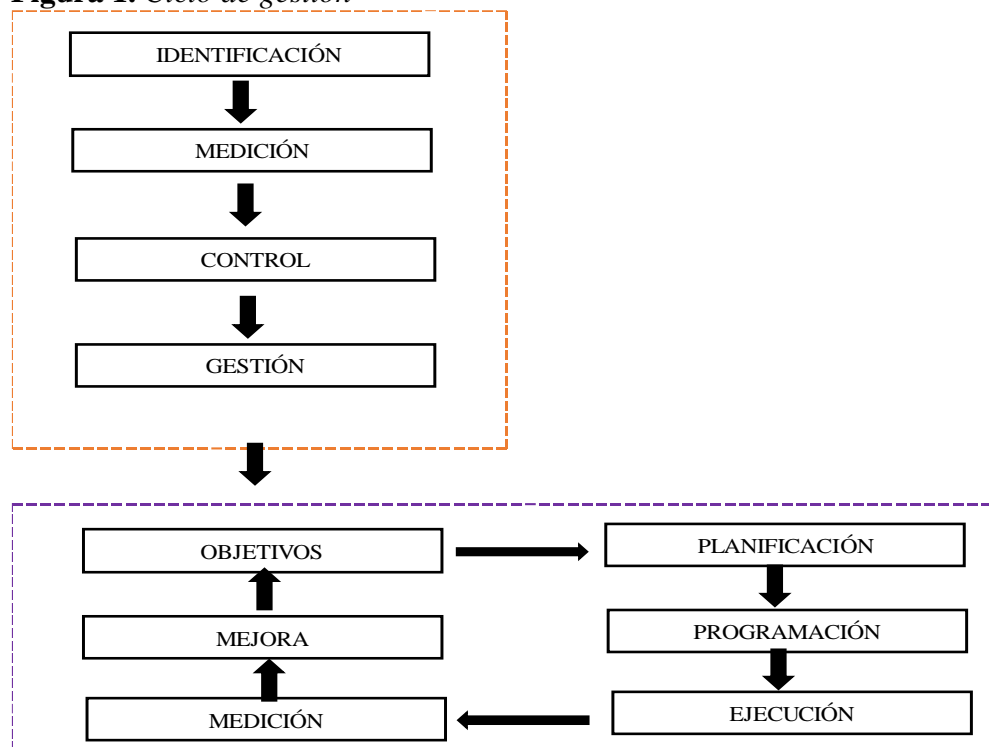 Figura 1. Ciclo de gestión
IDENTIFICACIÓN
MEDICIÓN
CONTROL
GESTIÓN
OBJETIVOS
PLANIFICACIÓN
MEJORA
PROGRAMACIÓN
MEDICIÓN
EJECUCIÓN